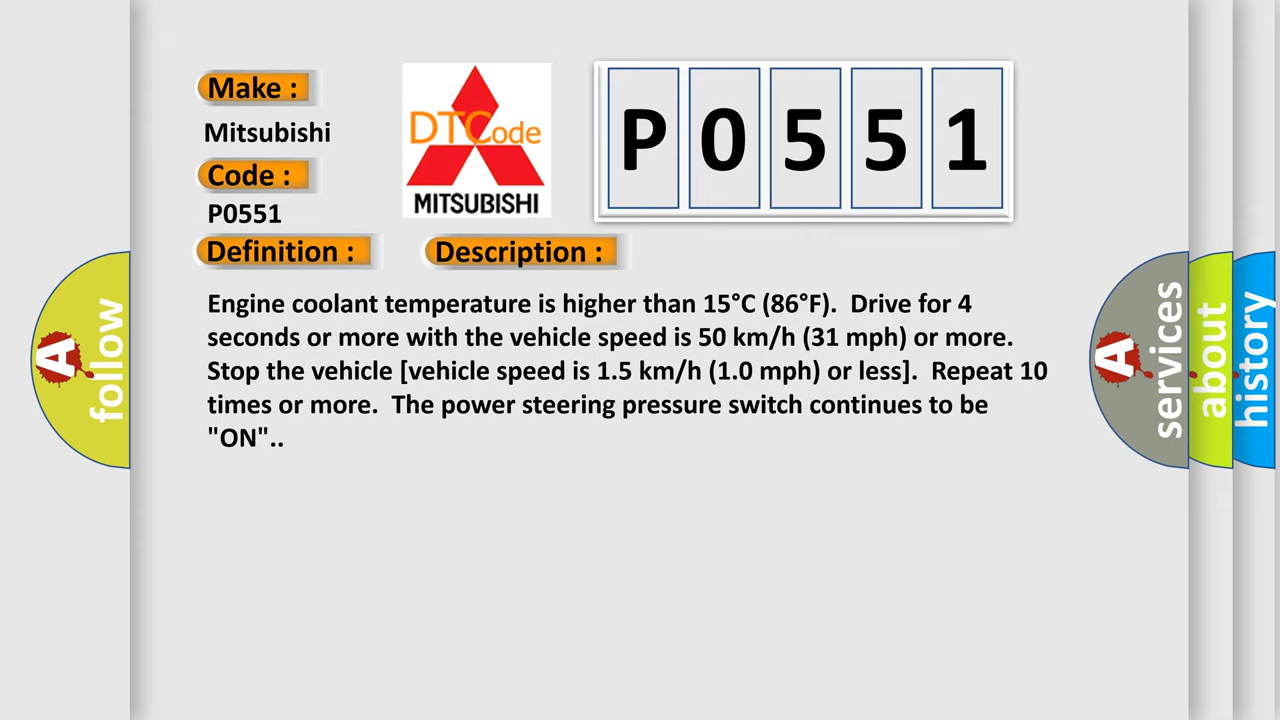 Make :
Mitsubishi
Code :
P0551
Definition :
Description :
DTCode
MITSUBISHI
P 0 5 5 1
Engine coolant temperature is higher than 15°C (86°F). Drive for 4
seconds or more with the vehicle speed is 50 km/h (31 mph) or more.
Stop the vehicle [vehicle speed is 1.5 km/h (1.0 mph) or less]. Repeat 10
times or more. The power steering pressure switch continues to be
"ON"..
A
follow
A
services
about
history